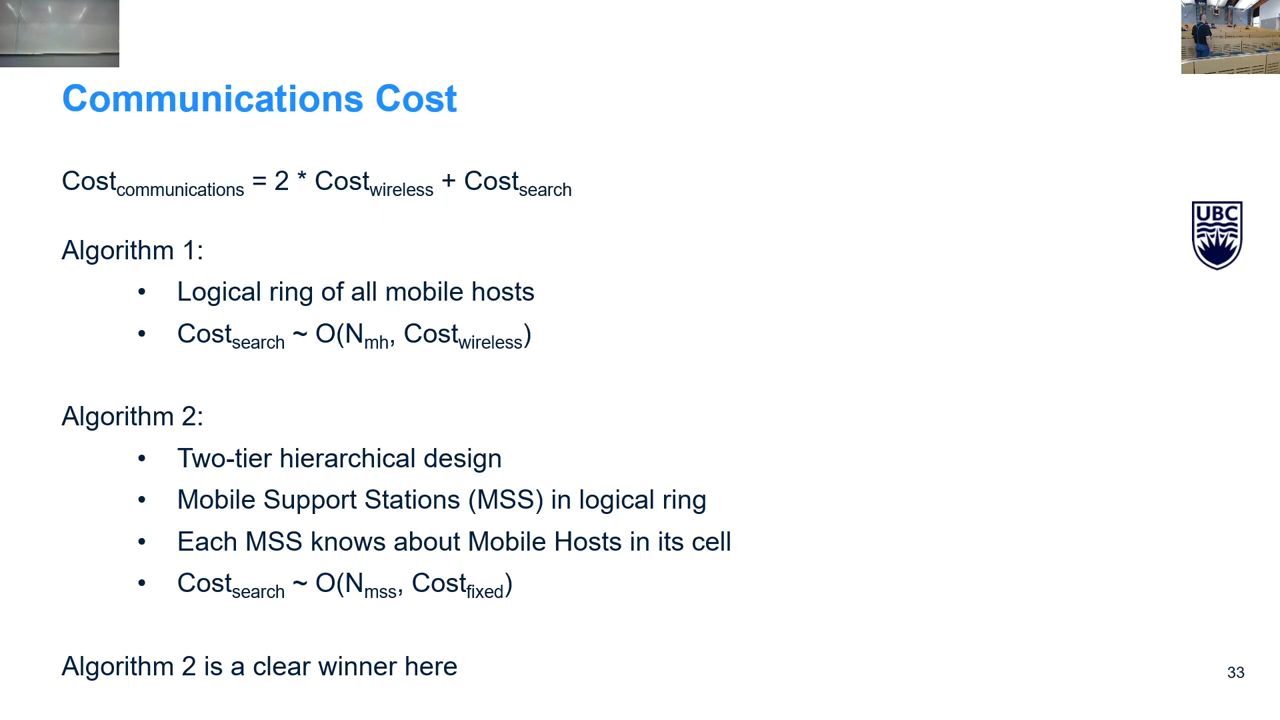 Communications Cost
Cost_communications = 2 * Cost_wireless + Cost_search
UBC
Algorithm 1:
• Logical ring of all mobile hosts
• Cost_search ~ O(N_mh, Cost_wireless)
Algorithm 2:
• Two-tier hierarchical design
• Mobile Support Stations (MSS) in logical ring
• Each MSS knows about Mobile Hosts in its cell
• Cost_search ~ O(N_mss, Cost_fixed)
Algorithm 2 is a clear winner here
33